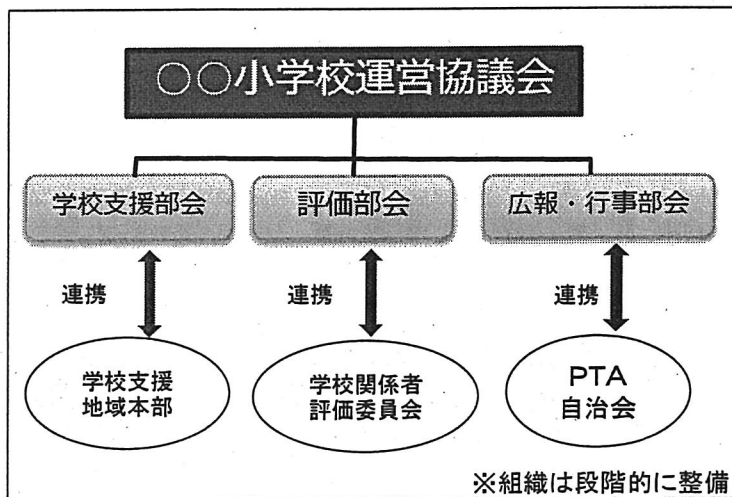 ○○小学校運営協議会
学校支援部会
評価部会
広報・行事部会
連携
連携
連携
学校支援
地域本部
学校関係者
評価委員会
PTA
自治会
※組織は段階的に整備